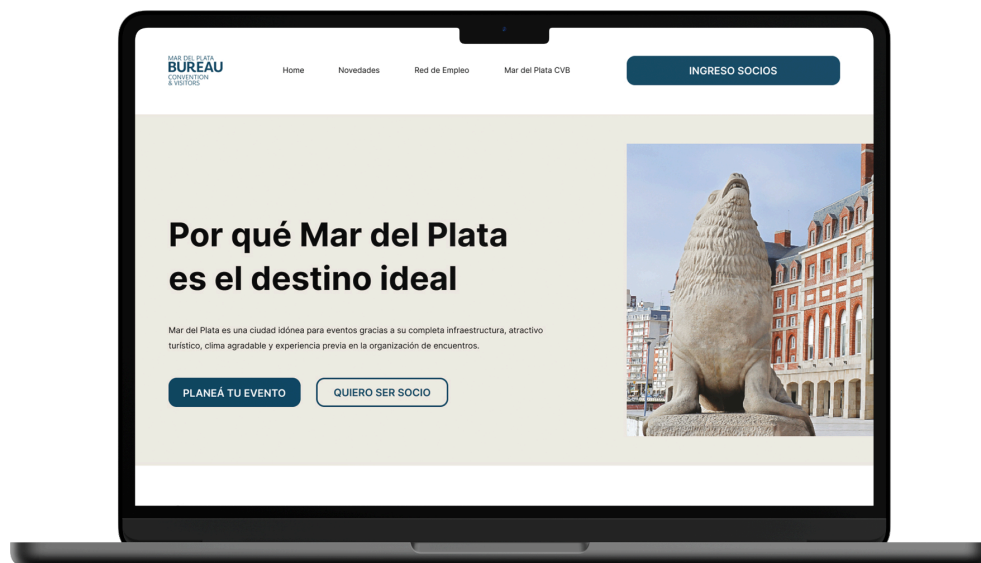 MAR DEL PLATA
BUREAU
CONVENTION
& VISITORS
Home
Novedades
Red de Empleo
Mar del Plata CVB
INGRESO SOCIOS
Por qué Mar del Plata
es el destino ideal
Mar del Plata es una ciudad idónea para eventos gracias a su completa infraestructura, atractivo
turístico, clima agradable y experiencia previa en la organización de encuentros.
PLANEÁ TU EVENTO
QUIERO SER SOCIO